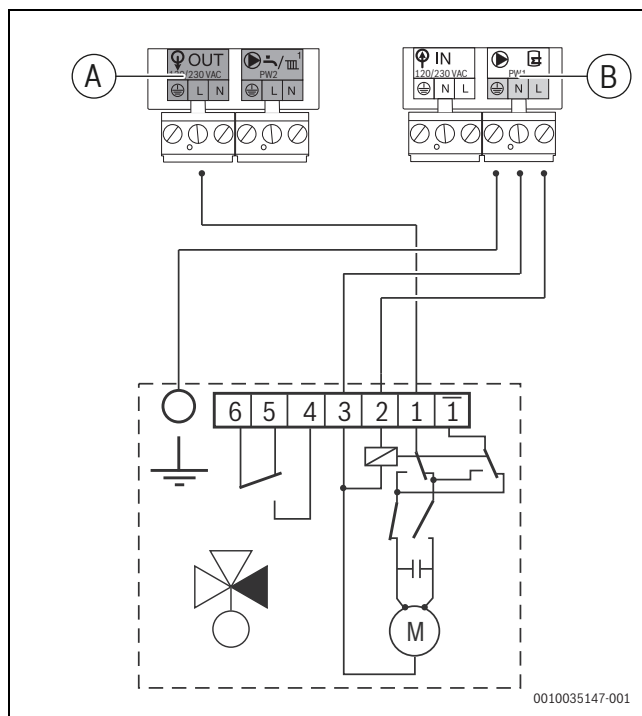 A
OUT
120/230 VAC
L N
1
PW2
L N
IN
120/230 VAC
N L
PW1
N L
B
6 5 4 3 2 1 1̅
M
0010035147-001